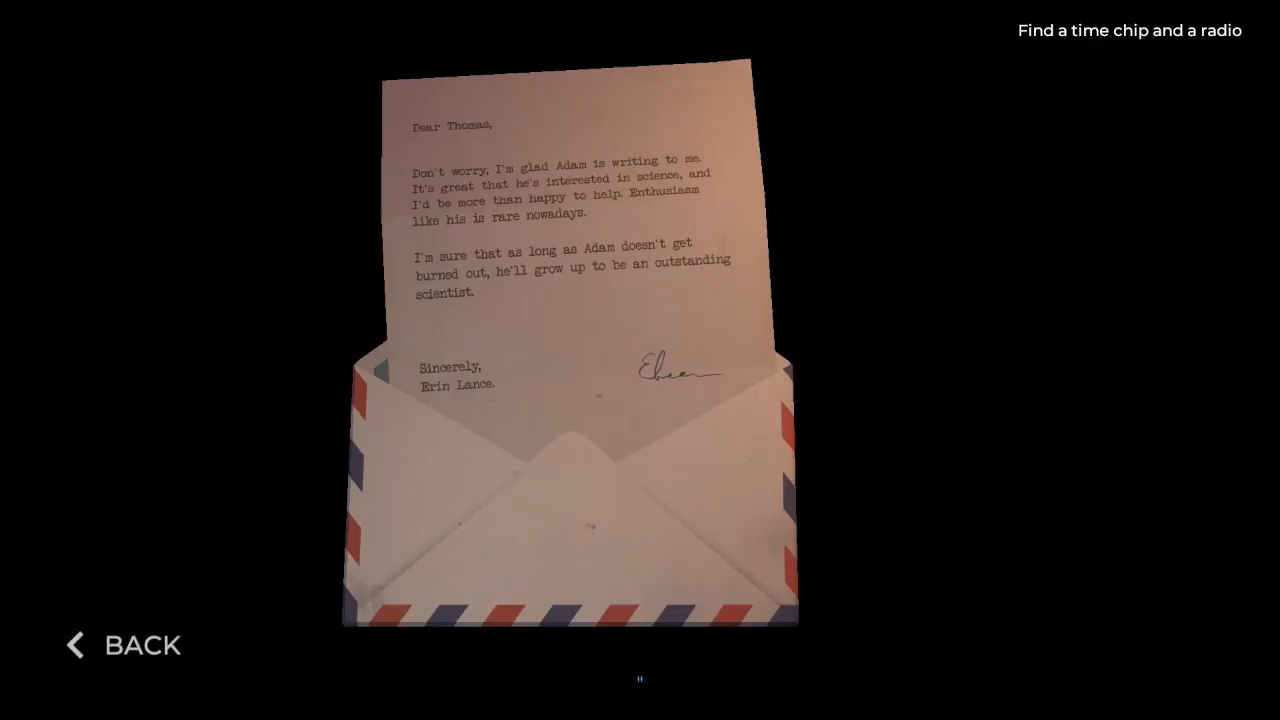 Find a time chip and a radio
Dear Thomas,
Don't worry, I'm glad Adam is writing to me.
It's great that he's interested in science, and
I'd be more than happy to help. Enthusiasm
like his is rare nowadays.
I'm sure that as long as Adam doesn't get
burned out, he'll grow up to be an outstanding
scientist.
Sincerely,
Erin Lance.
BACK
"